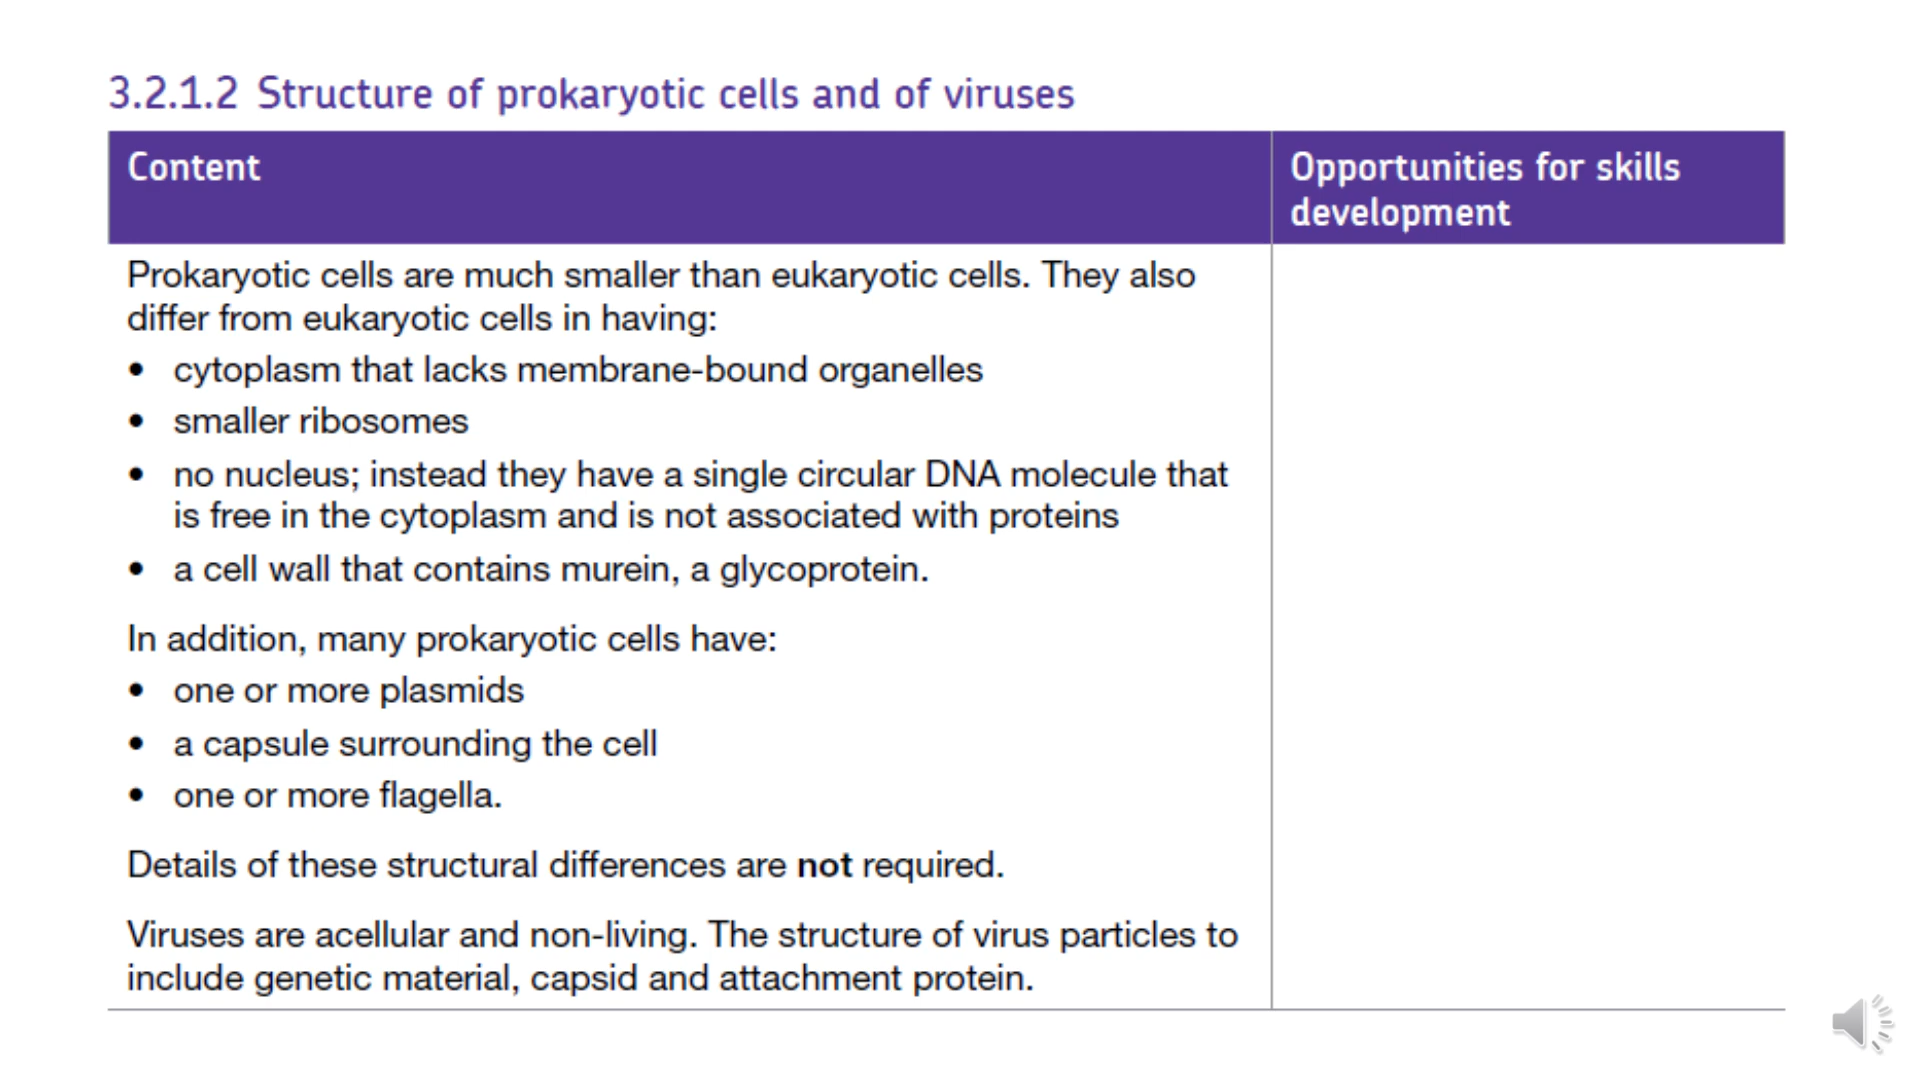 3.2.1.2 Structure of prokaryotic cells and of viruses
Content
Opportunities for skills
development
Prokaryotic cells are much smaller than eukaryotic cells. They also
differ from eukaryotic cells in having:
• cytoplasm that lacks membrane-bound organelles
• smaller ribosomes
• no nucleus; instead they have a single circular DNA molecule that
is free in the cytoplasm and is not associated with proteins
• a cell wall that contains murein, a glycoprotein.
In addition, many prokaryotic cells have:
• one or more plasmids
• a capsule surrounding the cell
• one or more flagella.
Details of these structural differences are not required.
Viruses are acellular and non-living. The structure of virus particles to
include genetic material, capsid and attachment protein.